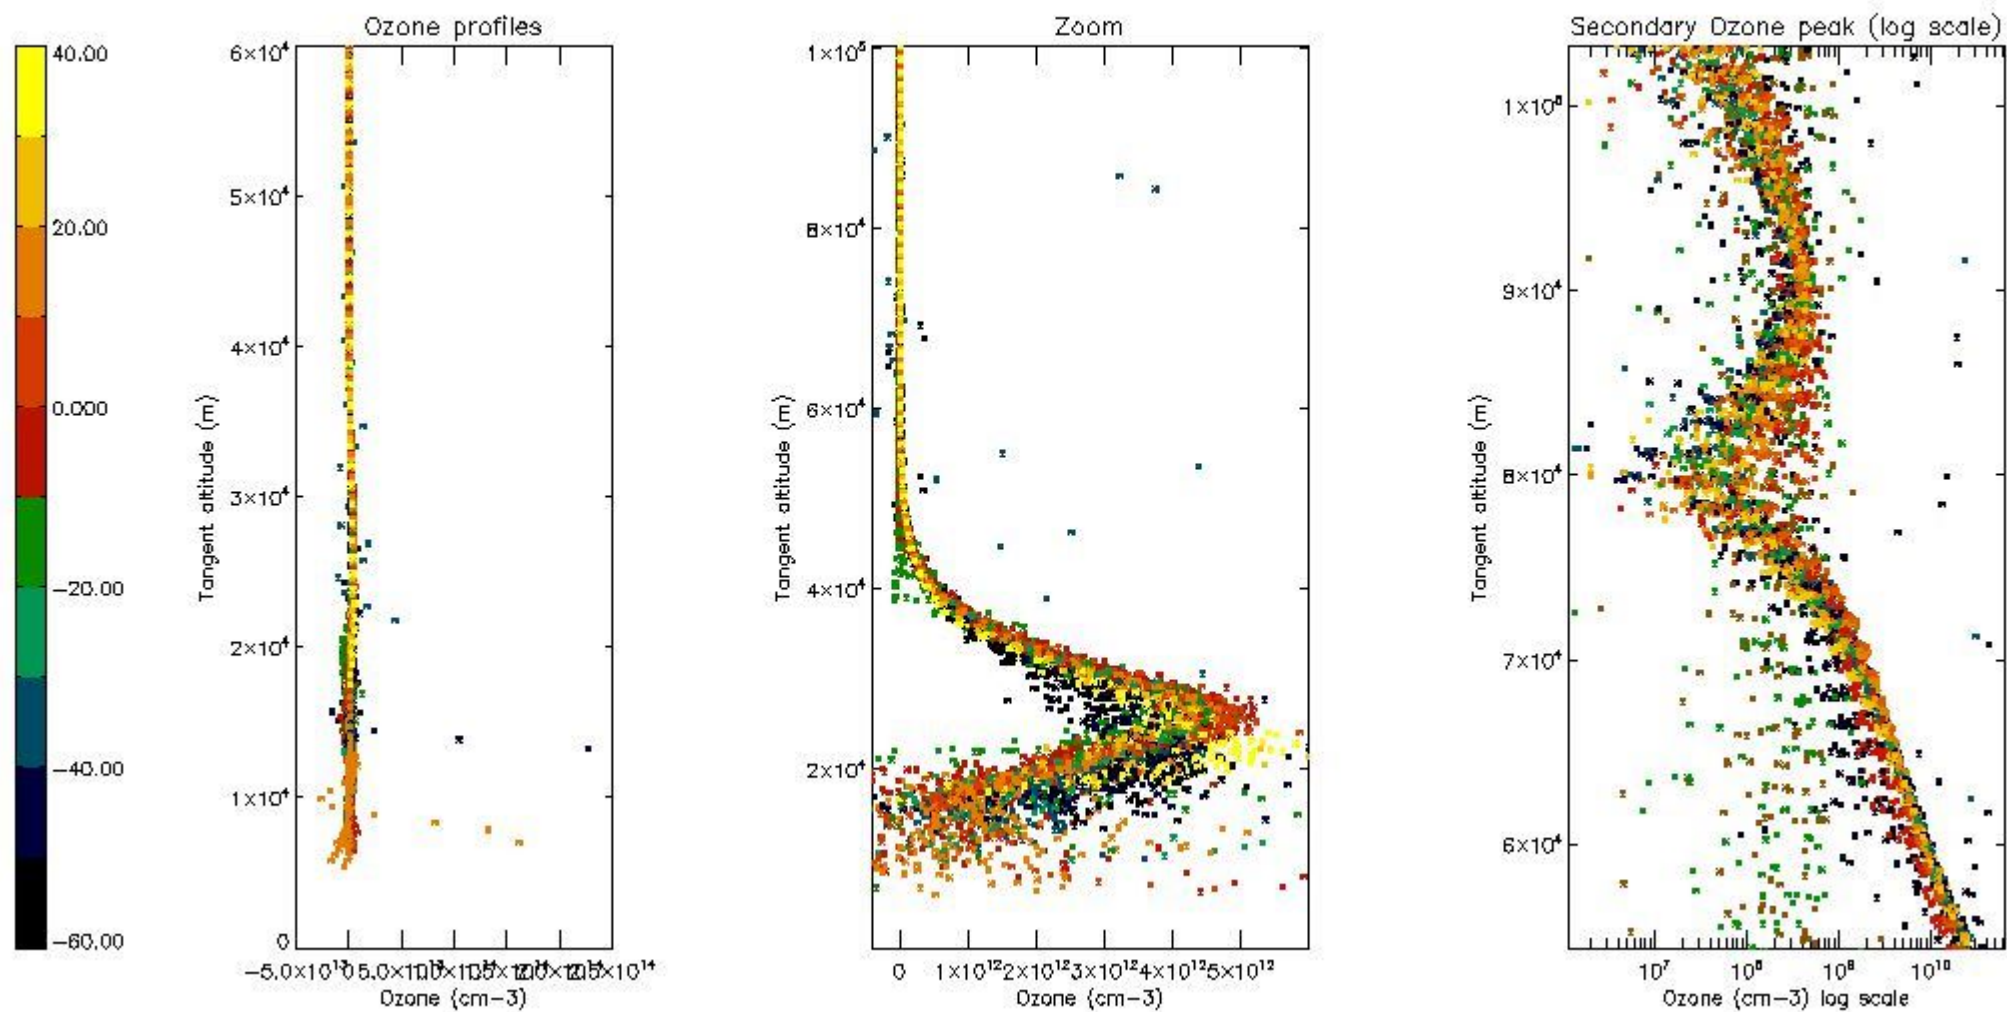 Ozone profiles
Zoom
Secondary Ozone peak (log scale)
40.00
20.00
0.000
−20.00
−40.00
−60.00
Tangent altitude (m)
6×10⁴
5×10⁴
4×10⁴
3×10⁴
2×10⁴
1×10⁴
0
−5.0×10¹³
Ozone (cm−3)
Tangent altitude (m)
1×10⁵
8×10⁴
6×10⁴
4×10⁴
2×10⁴
0 1×10¹² 2×10¹² 3×10¹² 4×10¹² 5×10¹²
Ozone (cm−3)
Tangent altitude (m)
9×10⁴
8×10⁴
7×10⁴
6×10⁴
10⁷ 10⁸ 10⁹ 10¹⁰
Ozone (cm−3) log scale